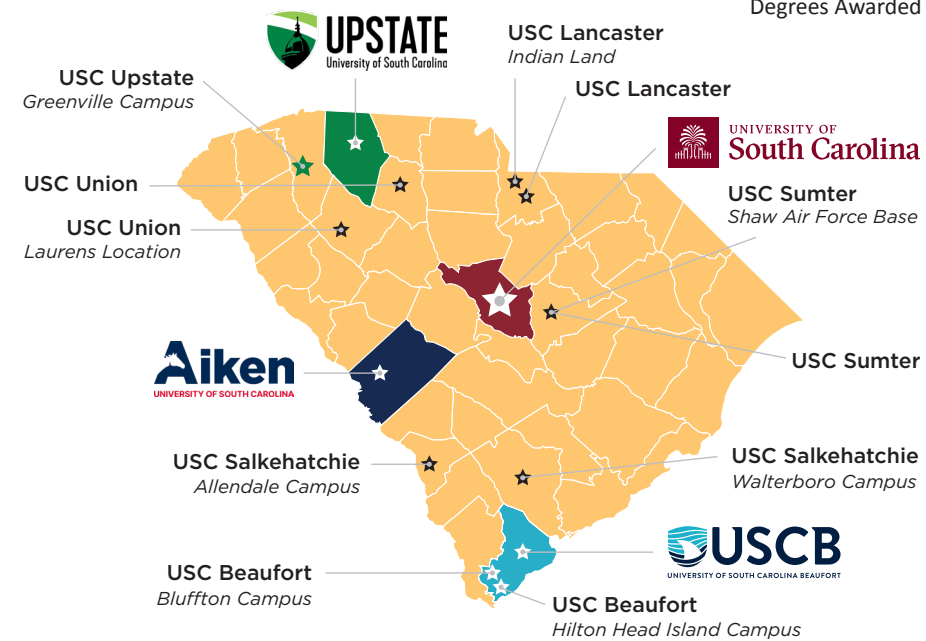 Degrees Awarded
UPSTATE
University of South Carolina
USC Lancaster
Indian Land
USC Upstate
Greenville Campus
USC Lancaster
UNIVERSITY OF
South Carolina
USC Union
USC Sumter
Shaw Air Force Base
USC Union
Laurens Location
Aiken
UNIVERSITY OF SOUTH CAROLINA
USC Sumter
USC Salkehatchie
Allendale Campus
USC Salkehatchie
Walterboro Campus
USCB
UNIVERSITY OF SOUTH CAROLINA BEAUFORT
USC Beaufort
Bluffton Campus
USC Beaufort
Hilton Head Island Campus